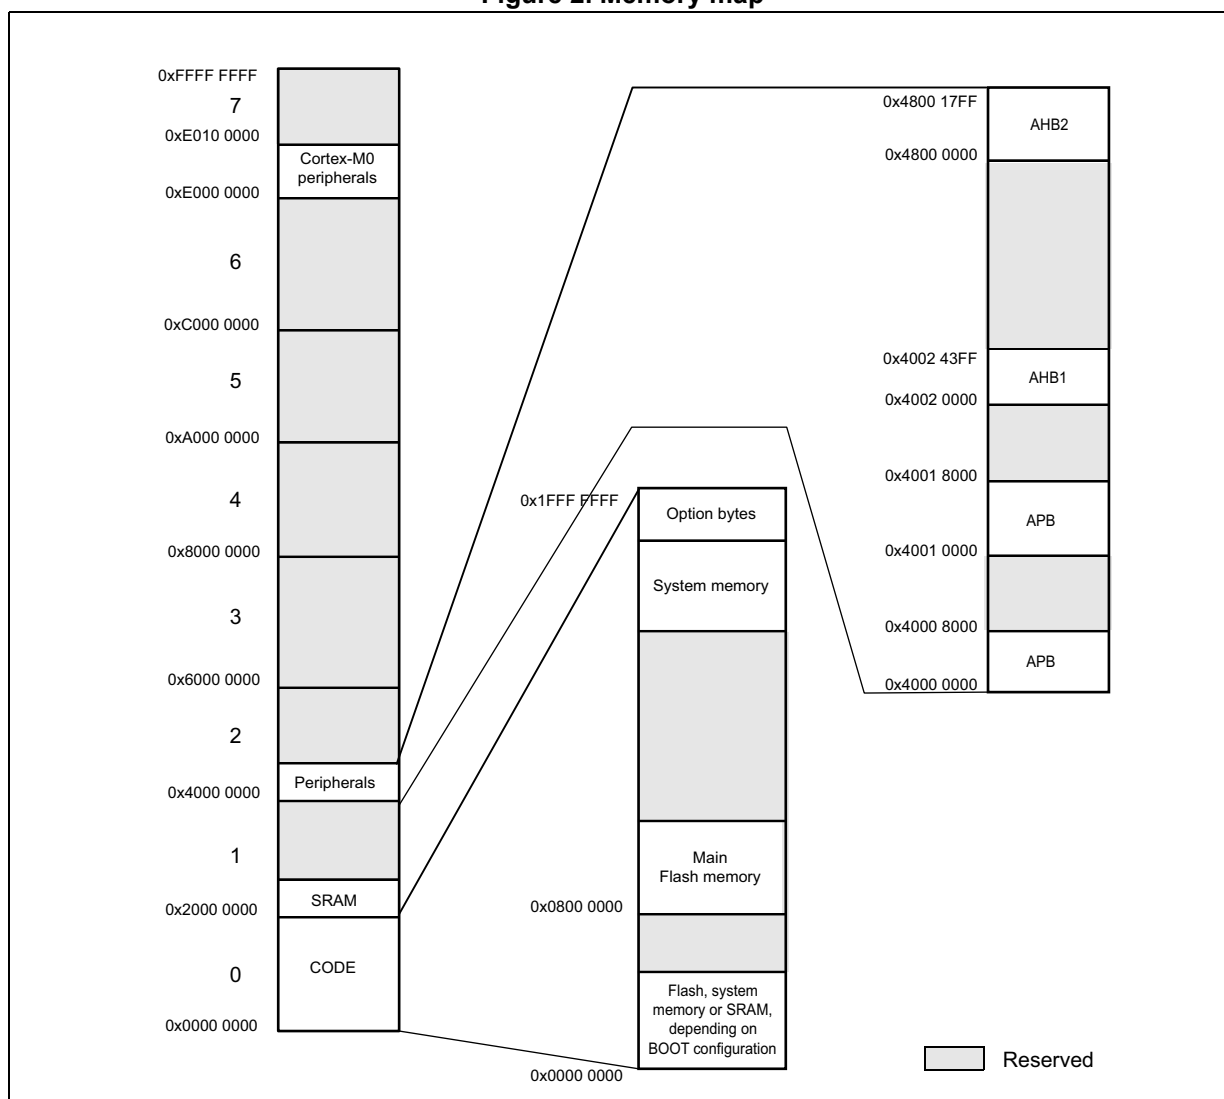 Figure 2. Memory map
0xFFFF FFFF
7
0xE010 0000
Cortex-M0
peripherals
0xE000 0000
6
0xC000 0000
5
0xA000 0000
4
0x8000 0000
3
0x6000 0000
2
Peripherals
0x4000 0000
1
SRAM
0x2000 0000
CODE
0
0x0000 0000
0x1FFF FFFF
Option bytes
System memory
Main
Flash memory
0x0800 0000
Flash, system
memory or SRAM,
depending on
BOOT configuration
0x0000 0000
0x4800 17FF
AHB2
0x4800 0000
0x4002 43FF
AHB1
0x4002 0000
0x4001 8000
APB
0x4001 0000
0x4000 8000
APB
0x4000 0000
Reserved